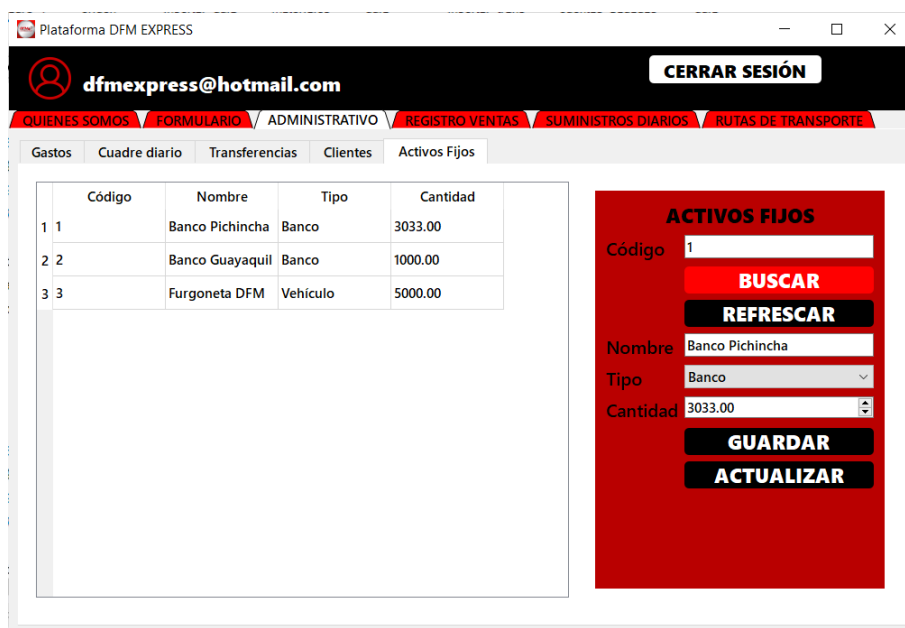 Plataforma DFM EXPRESS
dfmexpress@hotmail.com
CERRAR SESIÓN
QUIENES SOMOS FORMULARIO ADMINISTRATIVO REGISTRO VENTAS SUMINISTROS DIARIOS RUTAS DE TRANSPORTE
Gastos Cuadre diario Transferencias Clientes Activos Fijos
Código Nombre Tipo Cantidad
1 1 Banco Pichincha Banco 3033.00
2 2 Banco Guayaquil Banco 1000.00
3 3 Furgoneta DFM Vehículo 5000.00
ACTIVOS FIJOS
Código 1
BUSCAR
REFRESCAR
Nombre Banco Pichincha
Tipo Banco
Cantidad 3033.00
GUARDAR
ACTUALIZAR